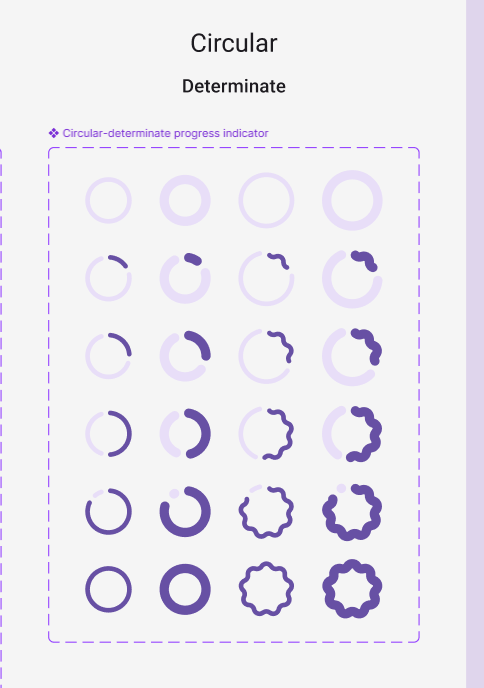 Circular
Determinate
Circular-determinate progress indicator